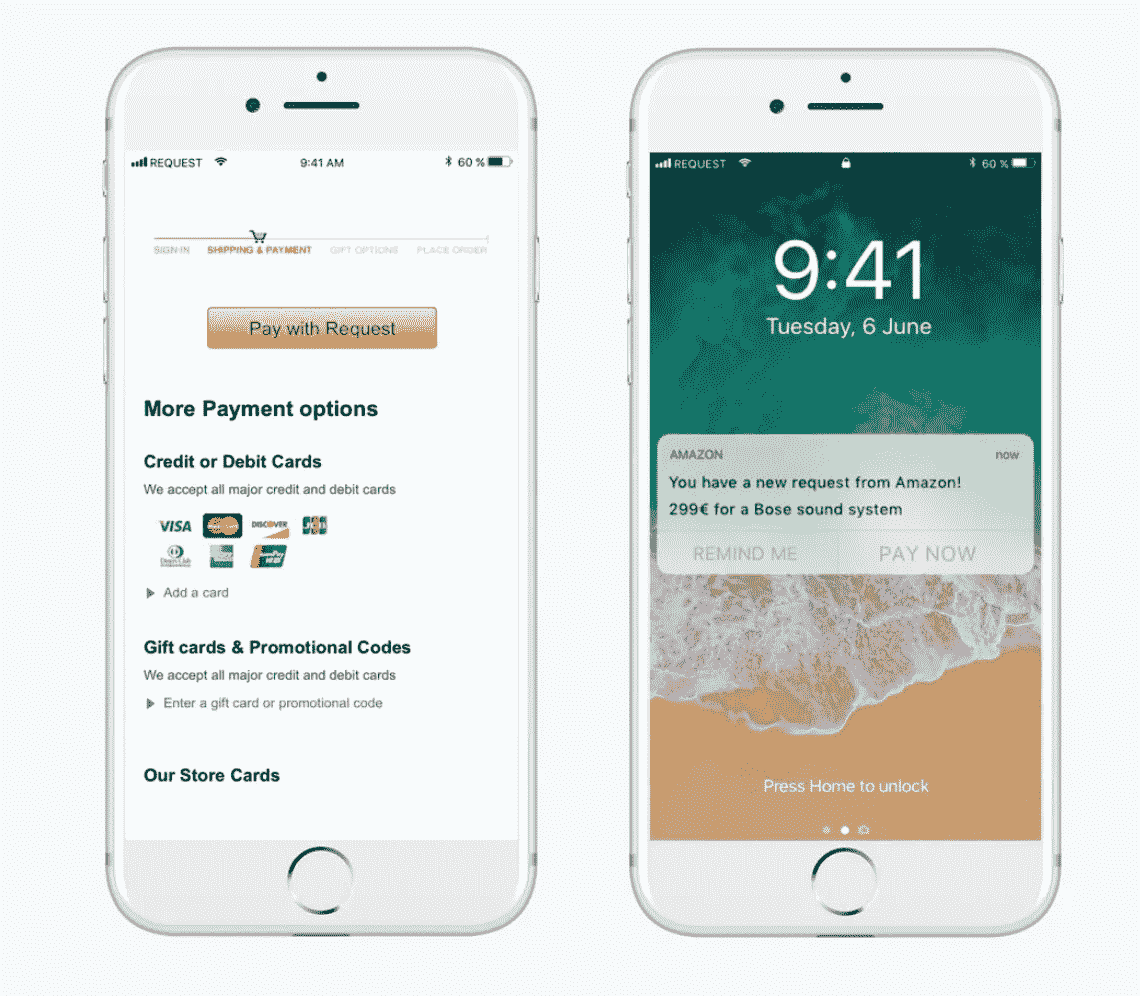 REQUEST 9:41 AM 60 %
SIGN-IN SHIPPING & PAYMENT GIFT OPTIONS PLACE ORDER
Pay with Request
More Payment options
Credit or Debit Cards
We accept all major credit and debit cards
VISA MasterCard DISCOVER JCB
Diners Club UnionPay
Add a card
Gift cards & Promotional Codes
We accept all major credit and debit cards
Enter a gift card or promotional code
Our Store Cards
REQUEST 60 %
9:41
Tuesday, 6 June
AMAZON now
You have a new request from Amazon!
299€ for a Bose sound system
REMIND ME PAY NOW
Press Home to unlock